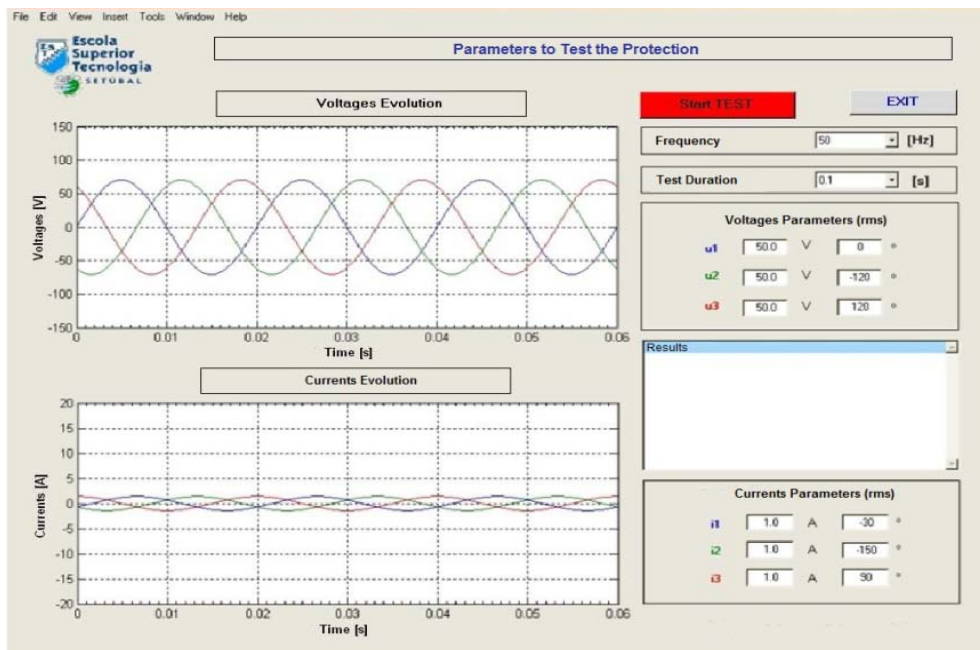 File Edit View Insert Tools Window Help
Escola
Superior
Tecnologia
SETÚBAL
Parameters to Test the Protection
Voltages Evolution
Start TEST
EXIT
150
100
50
0
-50
-100
-150
Voltages [V]
0 0.01 0.02 0.03 0.04 0.05 0.06
Time [s]
Frequency 50 [Hz]
Test Duration 0.1 [s]
Voltages Parameters (rms)
u1 50.0 V 0 º
u2 50.0 V -120 º
u3 50.0 V 120 º
Results
Currents Evolution
20
15
10
5
0
-5
-10
-15
-20
Currents [A]
0 0.01 0.02 0.03 0.04 0.05 0.06
Time [s]
Currents Parameters (rms)
i1 1.0 A -30 º
i2 1.0 A -150 º
i3 1.0 A 90 º